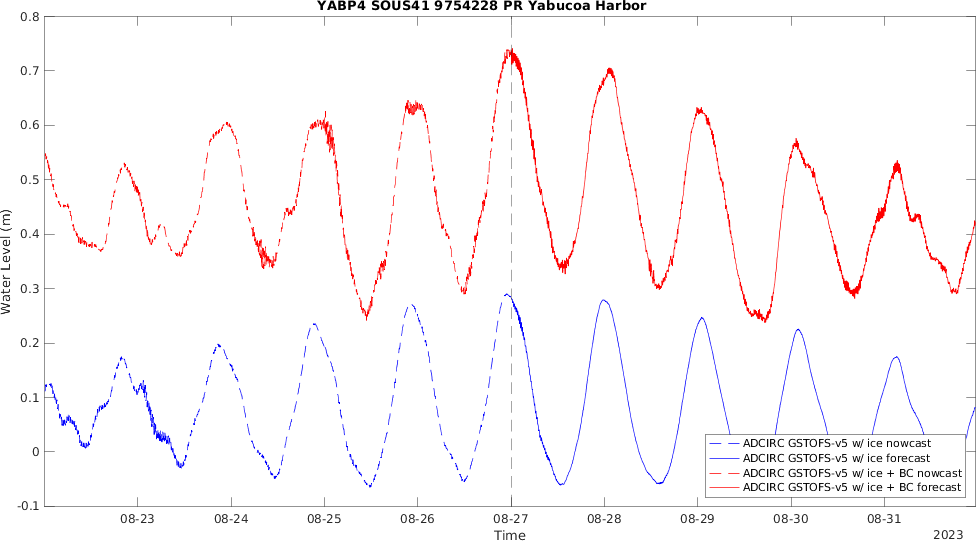 YABP4 SOUS41 9754228 PR Yabucoa Harbor
0.8
0.7
0.6
0.5
0.4
0.3
0.2
0.1
0
-0.1
Water Level (m)
08-23
08-24
08-25
08-26
08-27
08-28
08-29
08-30
08-31
Time
2023
ADCIRC GSTOFS-v5 w/ ice nowcast
ADCIRC GSTOFS-v5 w/ ice forecast
ADCIRC GSTOFS-v5 w/ ice + BC nowcast
ADCIRC GSTOFS-v5 w/ ice + BC forecast